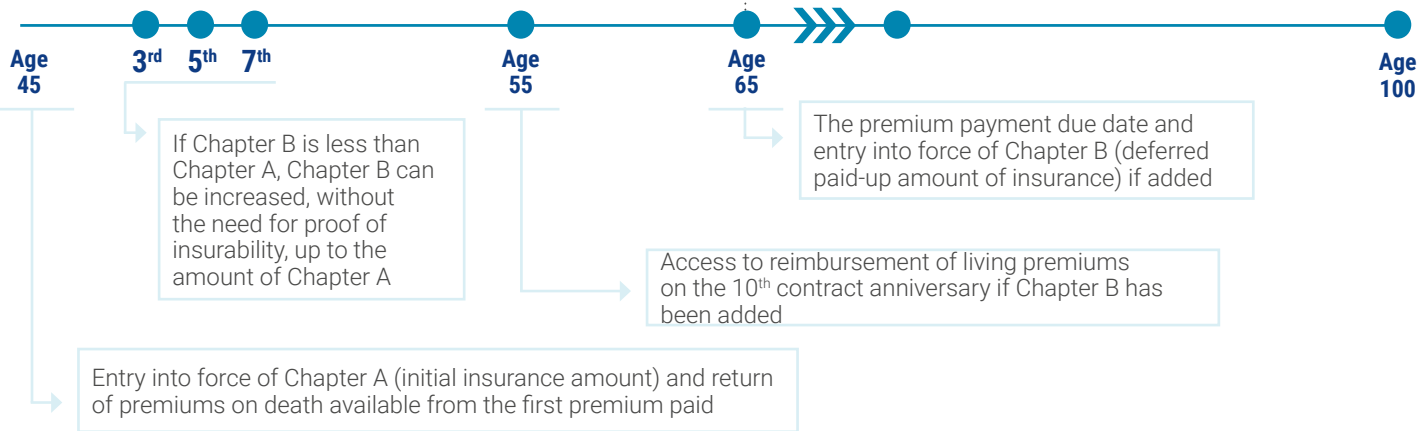 Age
45
3rd
5th
7th
Age
55
Age
65
Age
100
If Chapter B is less than
Chapter A, Chapter B can
be increased, without
the need for proof of
insurability, up to the
amount of Chapter A
The premium payment due date and
entry into force of Chapter B (deferred
paid-up amount of insurance) if added
Access to reimbursement of living premiums
on the 10th contract anniversary if Chapter B has
been added
Entry into force of Chapter A (initial insurance amount) and return
of premiums on death available from the first premium paid